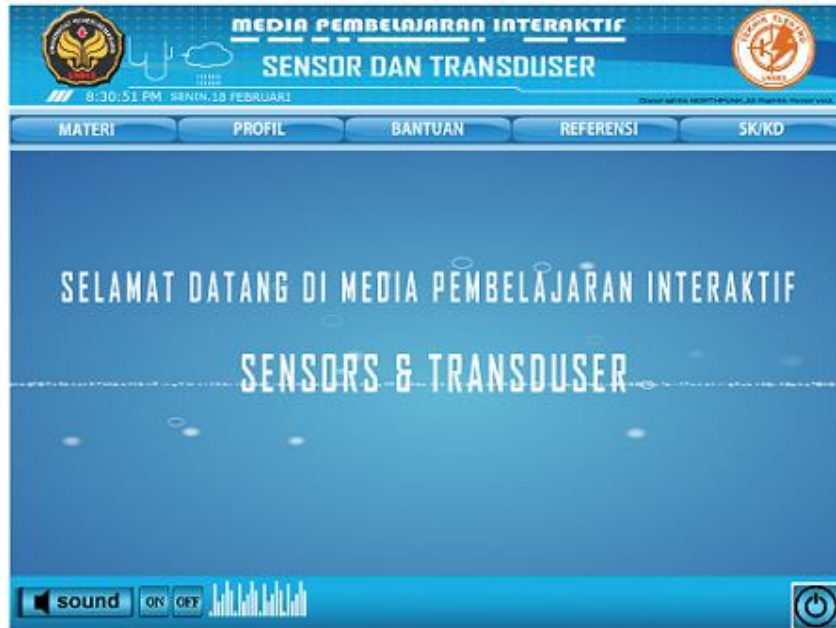 MEDIA PEMBELAJARAN INTERAKTIF
SENSOR DAN TRANSDUSER
8:30:51 PM SENIN,18 FEBRUARI
MATERI PROFIL BANTUAN REFERENSI SK/KD
SELAMAT DATANG DI MEDIA PEMBELAJARAN INTERAKTIF
SENSORS & TRANSDUSER
sound ON OFF